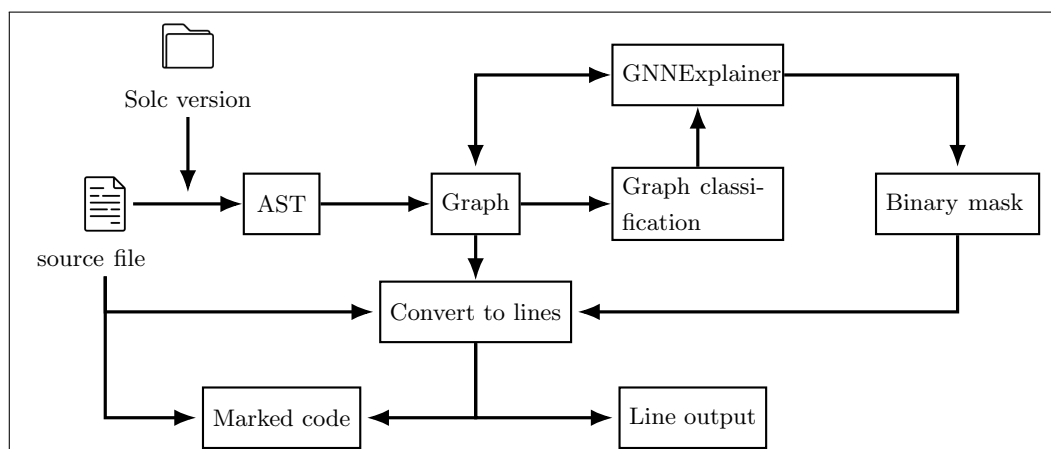 GNNExplainer
Solc version
AST
Graph
Graph classi-
fication
Binary mask
source file
Convert to lines
Marked code
Line output